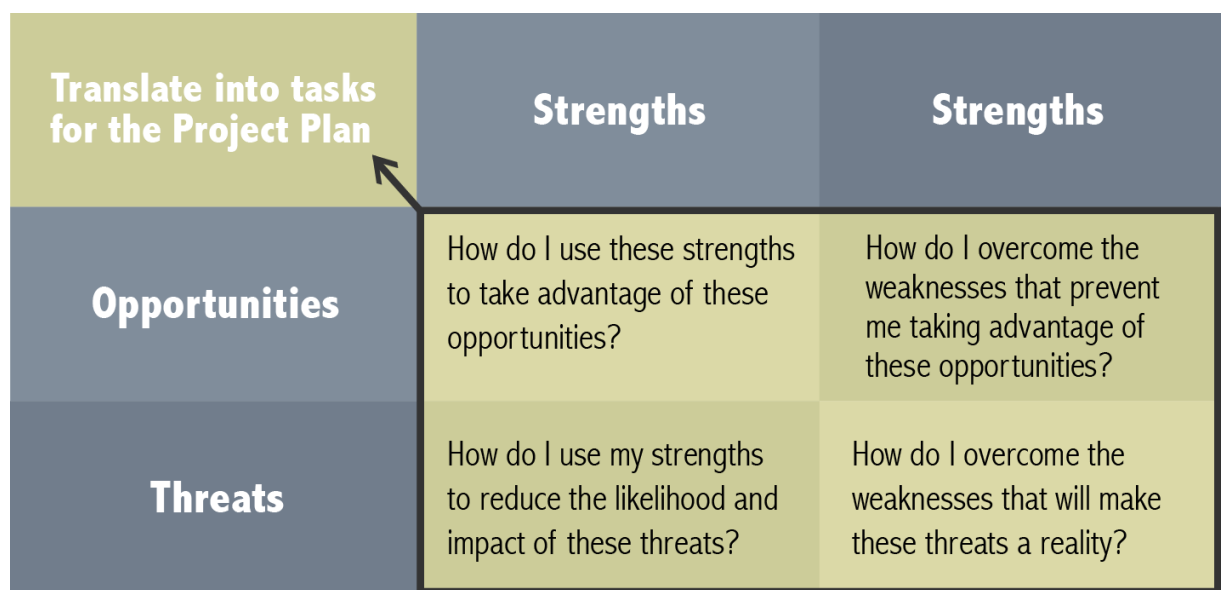 Translate into tasks
for the Project Plan
Strengths
Strengths
Opportunities
How do I use these strengths
to take advantage of these
opportunities?
How do I overcome the
weaknesses that prevent
me taking advantage of
these opportunities?
Threats
How do I use my strengths
to reduce the likelihood and
impact of these threats?
How do I overcome the
weaknesses that will make
these threats a reality?